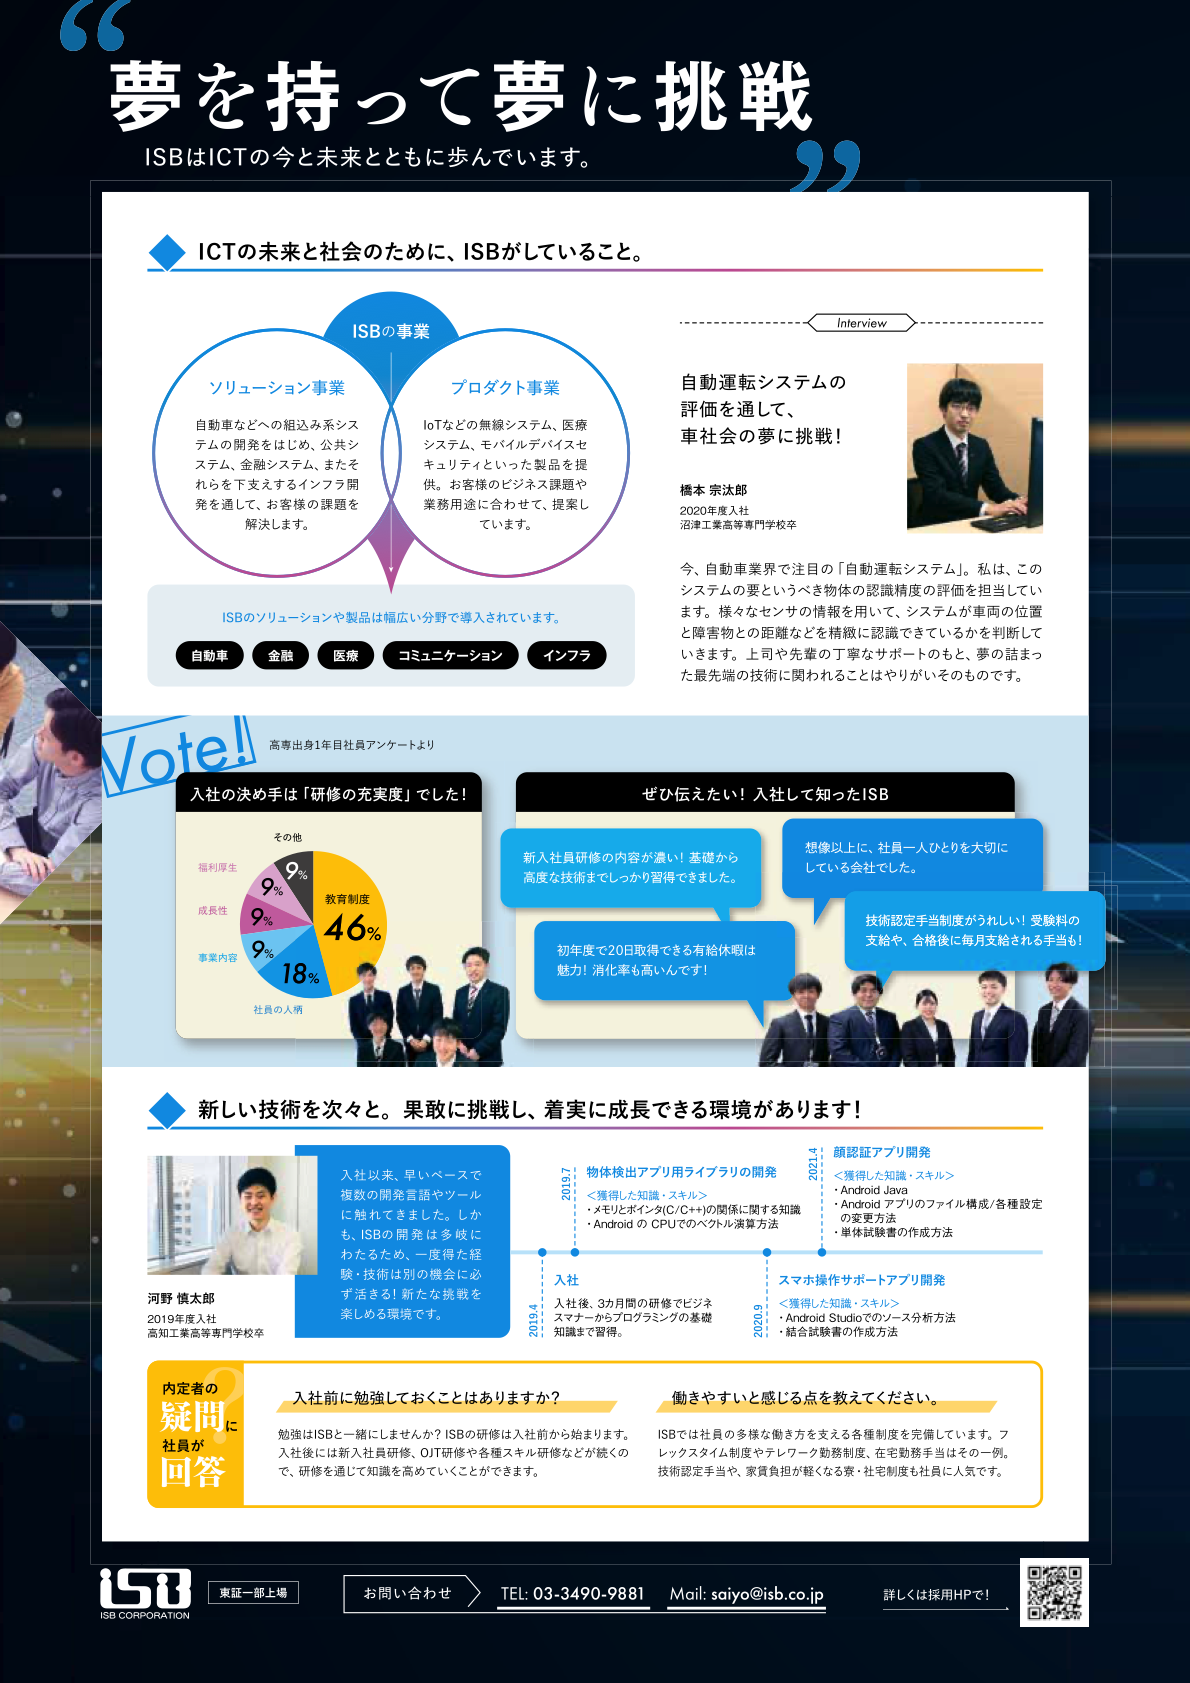 “
夢を持って夢に挑戦
ISBはICTの今と未来とともに歩んでいます。
”
ICTの未来と社会のために、ISBがしていること。
ISBの事業
ソリューション事業
自動車などへの組込み系シス
テムの開発をはじめ、公共シ
ステム、金融システム、またそ
れらを下支えするインフラ開
発を通して、お客様の課題を
解決します。
プロダクト事業
IoTなどの無線システム、医療
システム、モバイルデバイスセ
キュリティといった製品を提
供。お客様のビジネス課題や
業務用途に合わせて、提案し
ています。
ISBのソリューションや製品は幅広い分野で導入されています。
自動車 金融 医療 コミュニケーション インフラ
Interview
自動運転システムの
評価を通して、
車社会の夢に挑戦！
橋本 宗汰郎
2020年度入社
沼津工業高等専門学校卒
今、自動車業界で注目の「自動運転システム」。私は、この
システムの要というべき物体の認識精度の評価を担当してい
ます。様々なセンサの情報を用いて、システムが車両の位置
と障害物との距離などを精緻に認識できているかを判断して
いきます。上司や先輩の丁寧なサポートのもと、夢の詰まっ
た最先端の技術に関われることはやりがいそのものです。
Vote!
高専出身1年目社員アンケートより
入社の決め手は「研修の充実度」でした！
その他
9%
福利厚生
9%
成長性
9%
事業内容
9%
教育制度
46%
18%
社員の人柄
ぜひ伝えたい！入社して知ったISB
新入社員研修の内容が濃い！基礎から
高度な技術までしっかり習得できました。
想像以上に、社員一人ひとりを大切に
している会社でした。
初年度で20日取得できる有給休暇は
魅力！消化率も高いんです！
技術認定手当制度がうれしい！受験料の
支給や、合格後に毎月支給される手当も！
新しい技術を次々と。果敢に挑戦し、着実に成長できる環境があります！
河野 慎太郎
2019年度入社
高知工業高等専門学校卒
入社以来、早いペースで
複数の開発言語やツール
に触れてきました。しか
も、ISBの開発は多岐に
わたるため、一度得た経
験・技術は別の機会に必
ず活きる！新たな挑戦を
楽しめる環境です。
2019.4
入社
入社後、3カ月間の研修でビジネ
スマナーからプログラミングの基礎
知識まで習得。
2019.7
物体検出アプリ用ライブラリの開発
＜獲得した知識・スキル＞
・メモリとポインタ(C/C++)の関係に関する知識
・Android の CPUでのベクトル演算方法
2020.9
スマホ操作サポートアプリ開発
＜獲得した知識・スキル＞
・Android Studioでのソース分析方法
・結合試験書の作成方法
2021.4
顔認証アプリ開発
＜獲得した知識・スキル＞
・Android Java
・Android アプリのファイル構成/各種設定
の変更方法
・単体試験書の作成方法
?
内定者の
疑問に
社員が
回答
入社前に勉強しておくことはありますか？
勉強はISBと一緒にしませんか？ISBの研修は入社前から始まります。
入社後には新入社員研修、OJT研修や各種スキル研修などが続くの
で、研修を通じて知識を高めていくことができます。
働きやすいと感じる点を教えてください。
ISBでは社員の多様な働き方を支える各種制度を完備しています。フ
レックスタイム制度やテレワーク勤務制度、在宅勤務手当はその一例。
技術認定手当や、家賃負担が軽くなる寮・社宅制度も社員に人気です。
ISB
ISB CORPORATION
東証一部上場
お問い合わせ
TEL: 03-3490-9881
Mail: saiyo@isb.co.jp
詳しくは採用HPで！